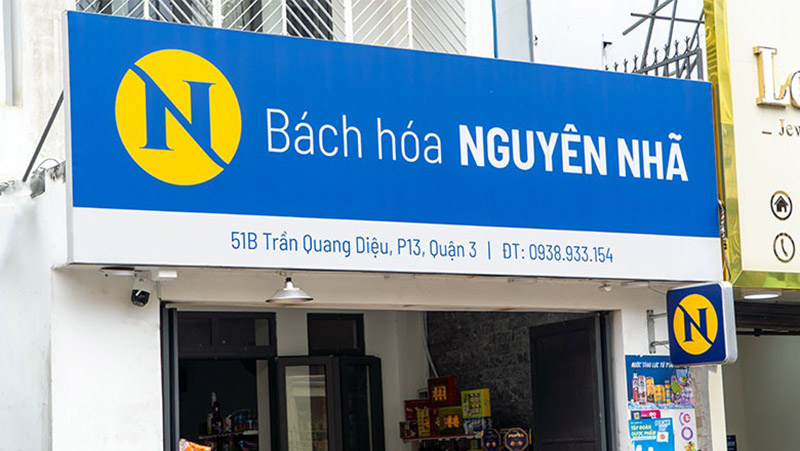 N
Bách hóa NGUYÊN NHÃ
51B Trần Quang Diệu, P13, Quận 3 | ĐT: 0938.933.154
N